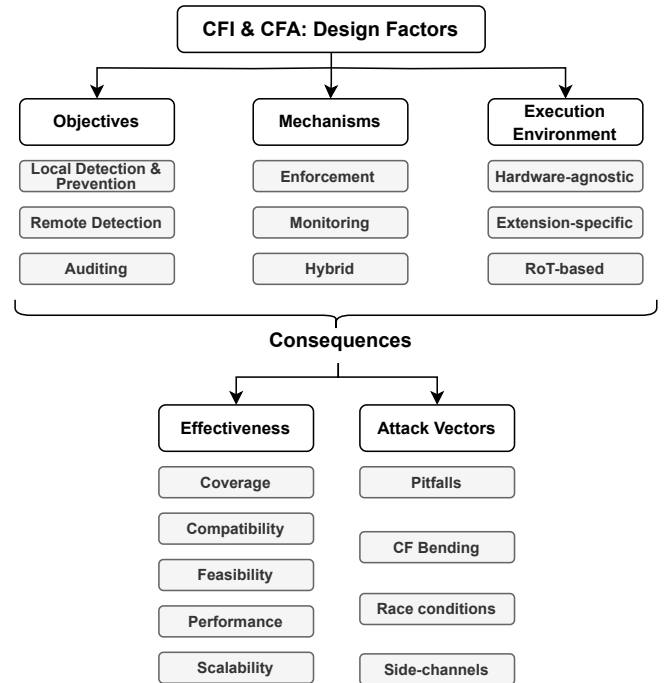 CFI & CFA: Design Factors
Objectives
Mechanisms
Execution
Environment
Local Detection &
Prevention
Enforcement
Hardware-agnostic
Remote Detection
Monitoring
Extension-specific
Auditing
Hybrid
RoT-based
Consequences
Effectiveness
Attack Vectors
Coverage
Pitfalls
Compatibility
CF Bending
Feasibility
Race conditions
Performance
Scalability
Side-channels